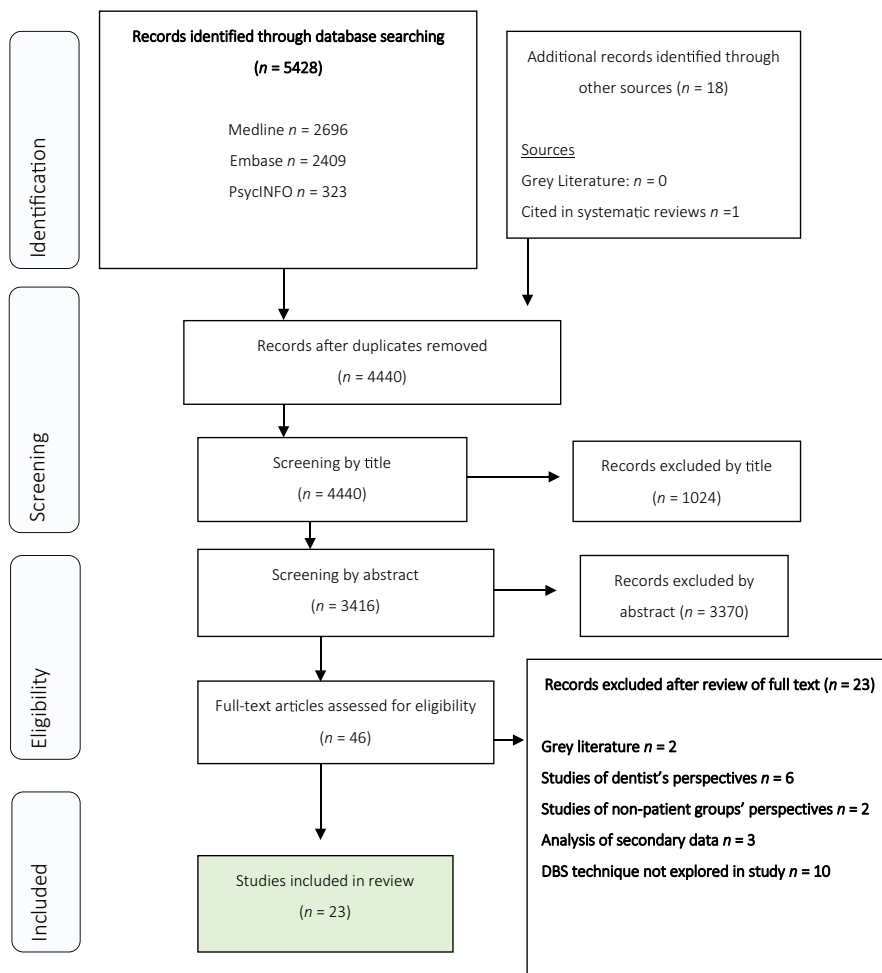 Identification
Records identified through database searching
(n = 5428)
Medline n = 2696
Embase n = 2409
PsycINFO n = 323
Additional records identified through
other sources (n = 18)
Sources
Grey Literature: n = 0
Cited in systematic reviews n =1
Screening
Records after duplicates removed
(n = 4440)
Screening by title
(n = 4440)
Records excluded by title
(n = 1024)
Eligibility
Screening by abstract
(n = 3416)
Records excluded by
abstract (n = 3370)
Full-text articles assessed for eligibility
(n = 46)
Records excluded after review of full text (n = 23)
Grey literature n = 2
Studies of dentist's perspectives n = 6
Studies of non-patient groups' perspectives n = 2
Analysis of secondary data n = 3
DBS technique not explored in study n = 10
Included
Studies included in review
(n = 23)